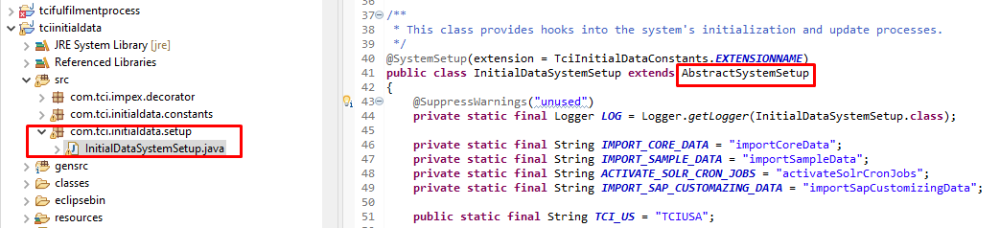 tcifulfilmentprocess
tciinitialdata
JRE System Library [jre]
Referenced Libraries
src
com.tci.impex.decorator
com.tci.initialdata.constants
com.tci.initialdata.setup
InitialDataSystemSetup.java
gensrc
classes
eclipsebin
resources
36
37 /**
38 * This class provides hooks into the system's initialization and update processes.
39 */
40 @SystemSetup(extension = TciInitialDataConstants.EXTENSIONNAME)
41 public class InitialDataSystemSetup extends AbstractSystemSetup
42 {
43 @SuppressWarnings("unused")
44 private static final Logger LOG = Logger.getLogger(InitialDataSystemSetup.class);
45
46 private static final String IMPORT_CORE_DATA = "importCoreData";
47 private static final String IMPORT_SAMPLE_DATA = "importSampleData";
48 private static final String ACTIVATE_SOLR_CRON_JOBS = "activateSolrCronJobs";
49 private static final String IMPORT_SAP_CUSTOMAZING_DATA = "importSapCustomizingData";
50
51 public static final String TCI_US = "TCIUSA";